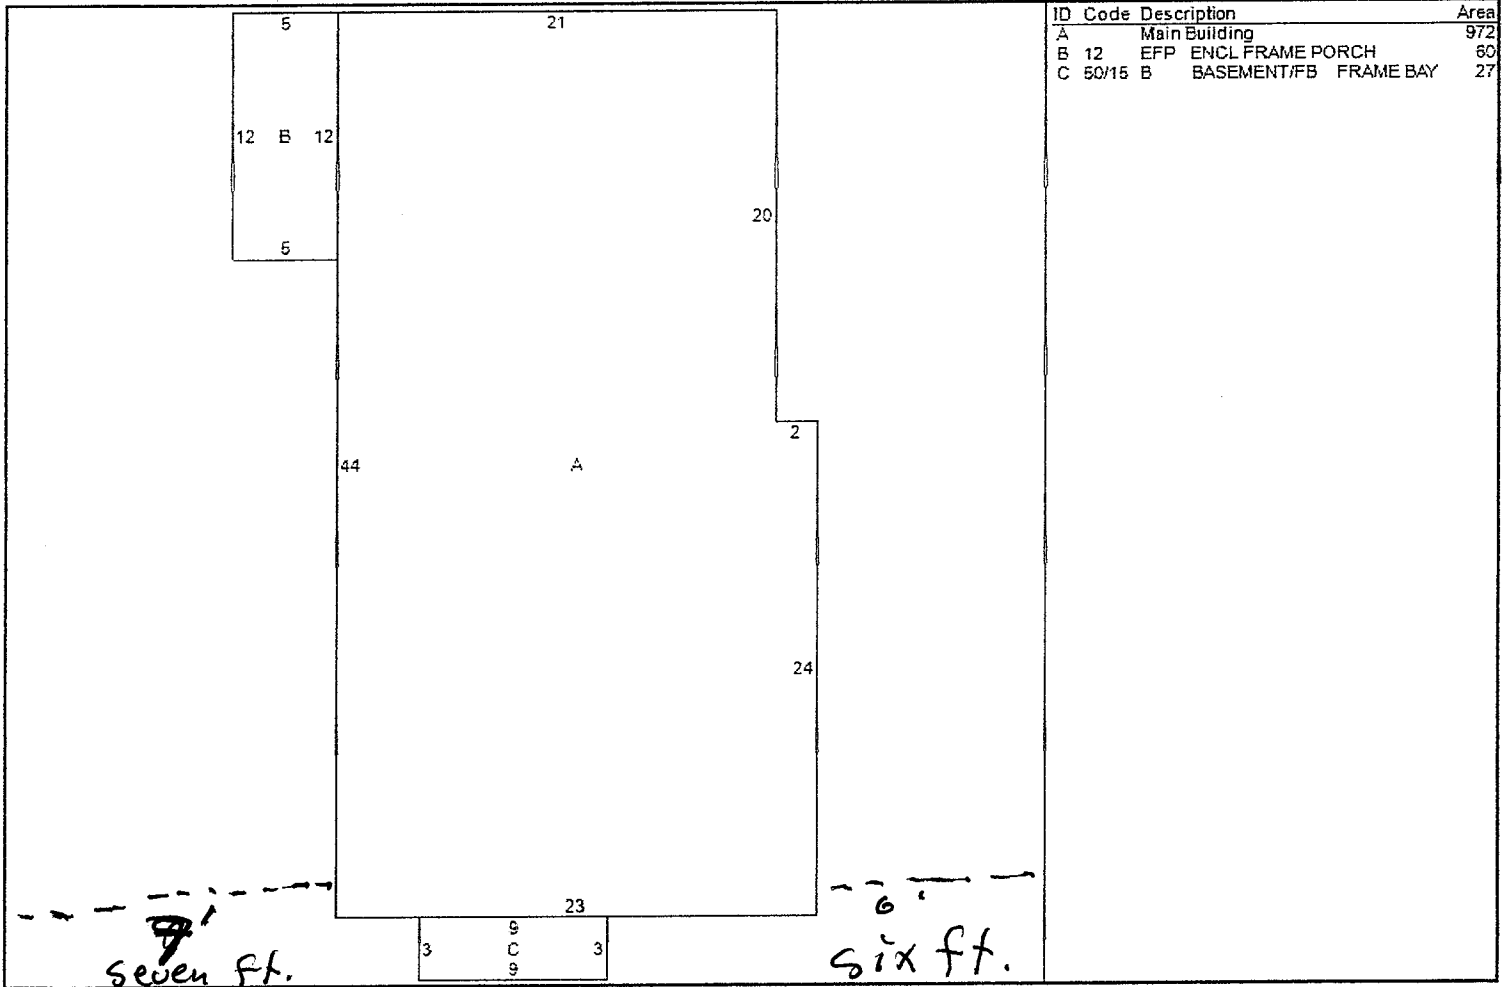 5 21
12 B 12
20
5
2
44 A
24
23
9
3 C 3
9
7'
seven ft.
6'
six ft.
ID Code Description Area
A Main Building 972
B 12 EFP ENCL FRAME PORCH 60
C 50/15 B BASEMENT/FB FRAME BAY 27